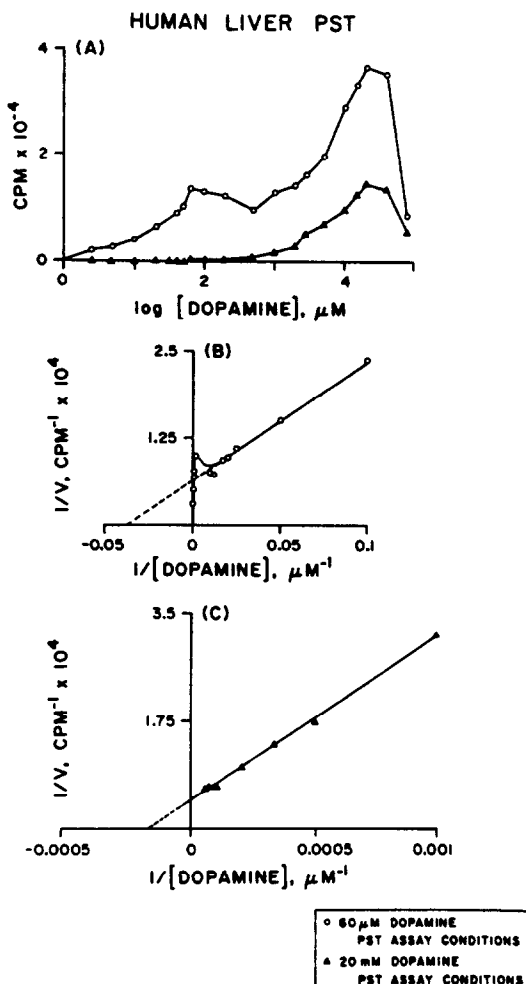 HUMAN LIVER PST
(A)
4
2
0
CPM x 10⁻⁴
0 2 4
log [DOPAMINE], μM
(B)
2.5
1.25
1/V, CPM⁻¹ x 10⁴
-0.05 0 0.05 0.1
1/[DOPAMINE], μM⁻¹
(C)
3.5
1.75
1/V, CPM⁻¹ x 10⁴
-0.0005 0 0.0005 0.001
1/[DOPAMINE], μM⁻¹
60 μM DOPAMINE
PST ASSAY CONDITIONS
20 mM DOPAMINE
PST ASSAY CONDITIONS